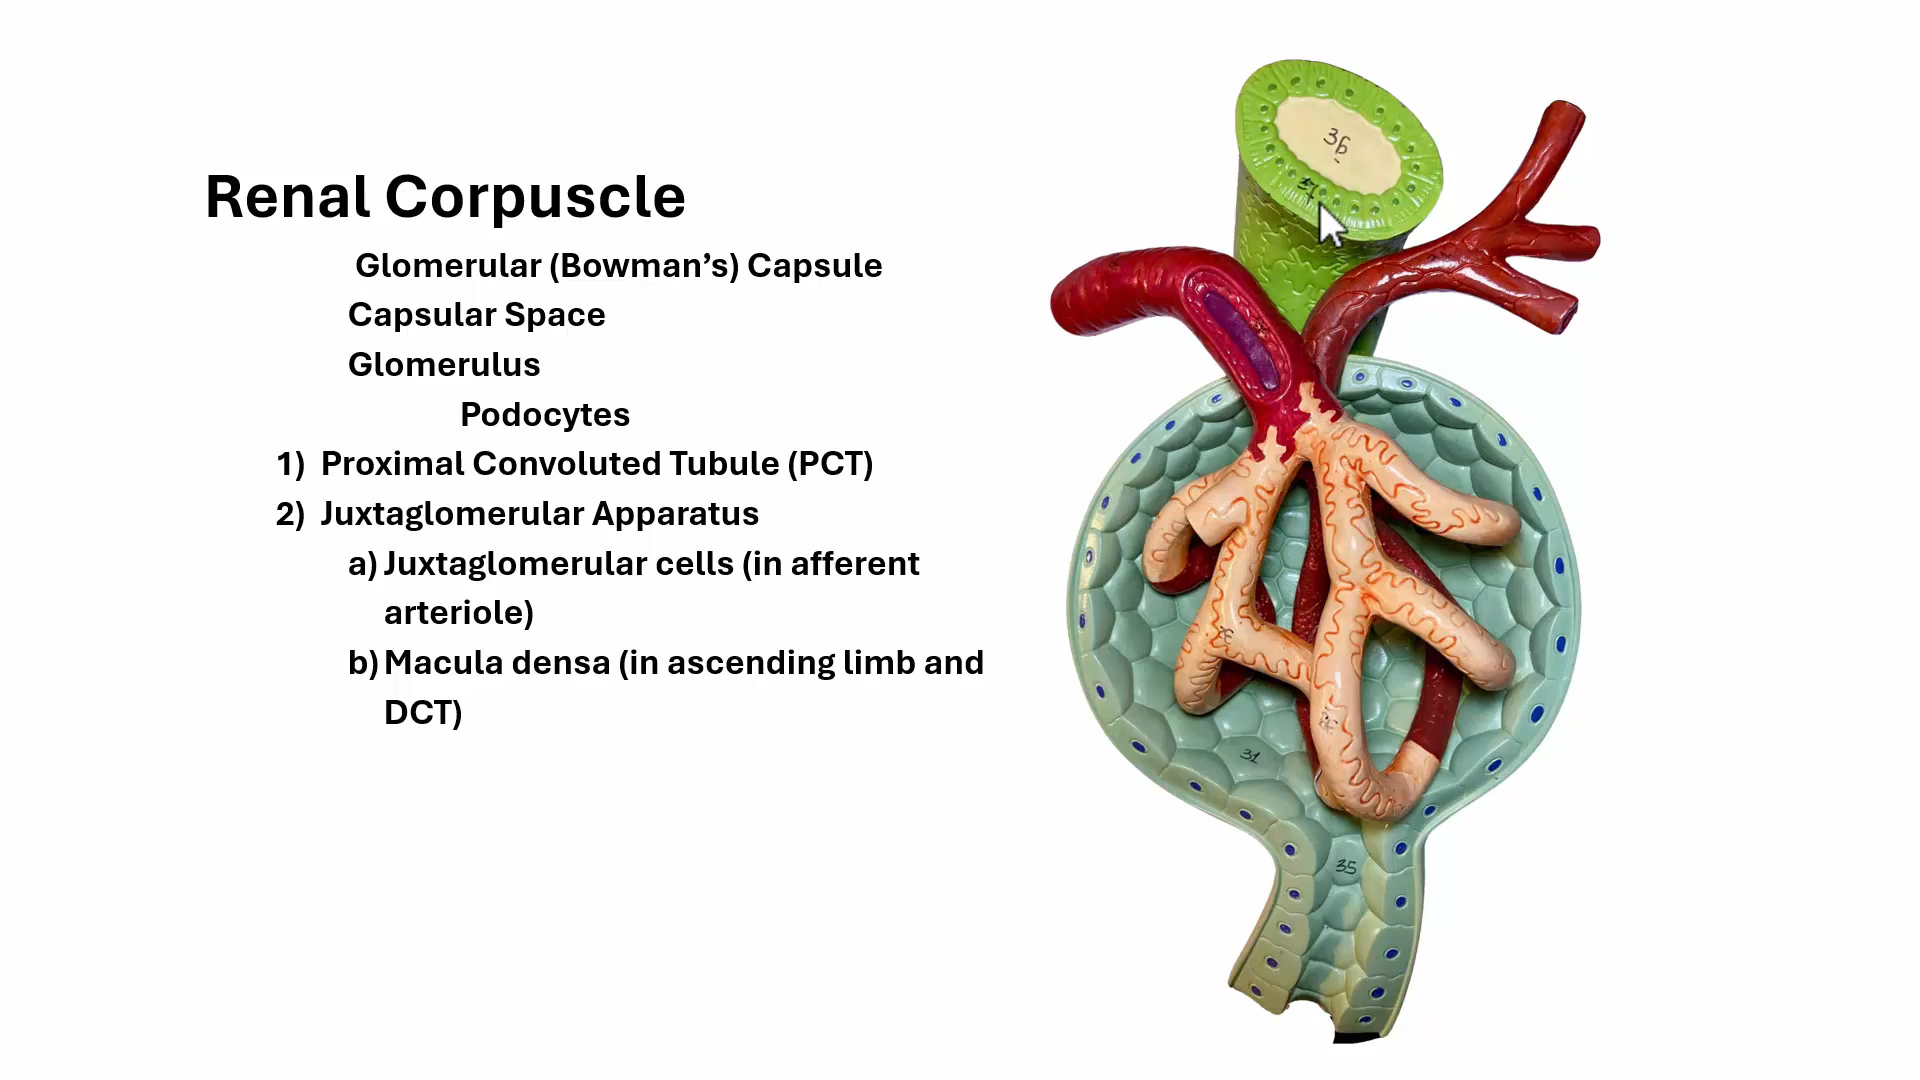 Renal Corpuscle
Glomerular (Bowman’s) Capsule
Capsular Space
Glomerulus
Podocytes
1) Proximal Convoluted Tubule (PCT)
2) Juxtaglomerular Apparatus
a) Juxtaglomerular cells (in afferent
arteriole)
b) Macula densa (in ascending limb and
DCT)
36
37
31
35